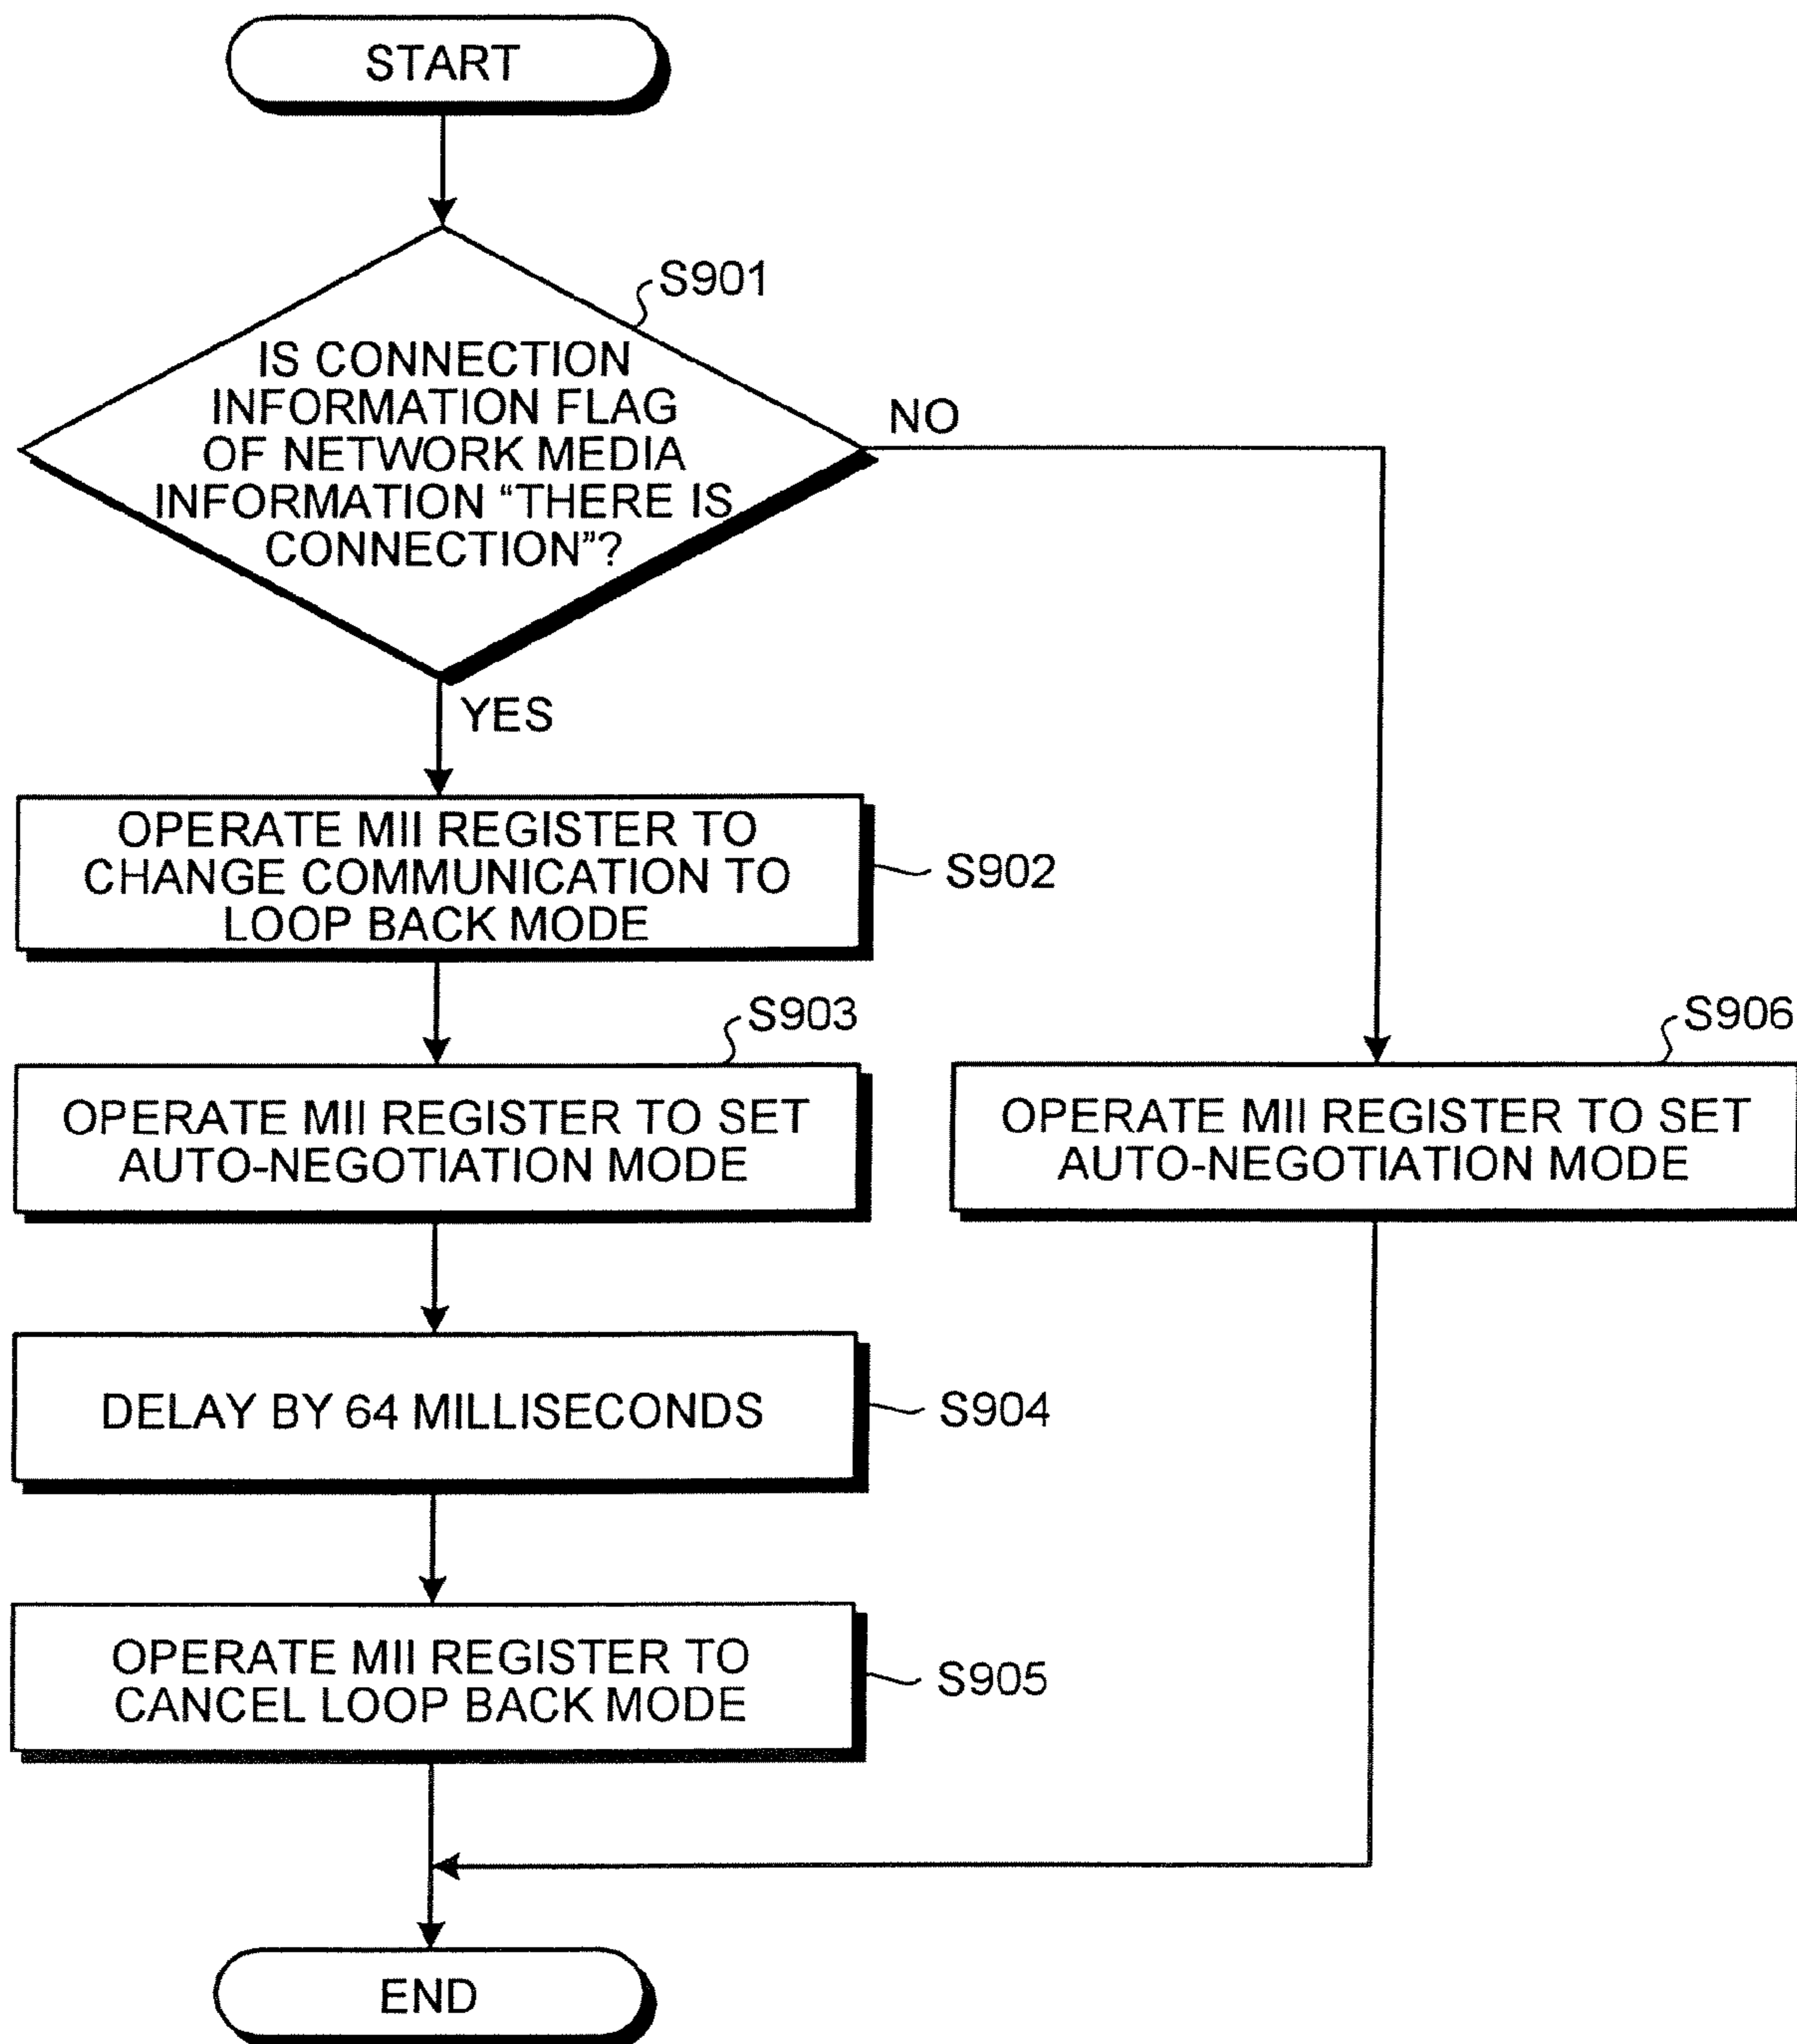 START
S901
IS CONNECTION
INFORMATION FLAG
OF NETWORK MEDIA
INFORMATION “THERE IS
CONNECTION”?
NO
YES
OPERATE MII REGISTER TO
CHANGE COMMUNICATION TO
LOOP BACK MODE
S902
S903
OPERATE MII REGISTER TO SET
AUTO-NEGOTIATION MODE
S906
OPERATE MII REGISTER TO SET
AUTO-NEGOTIATION MODE
DELAY BY 64 MILLISECONDS
S904
OPERATE MII REGISTER TO
CANCEL LOOP BACK MODE
S905
END